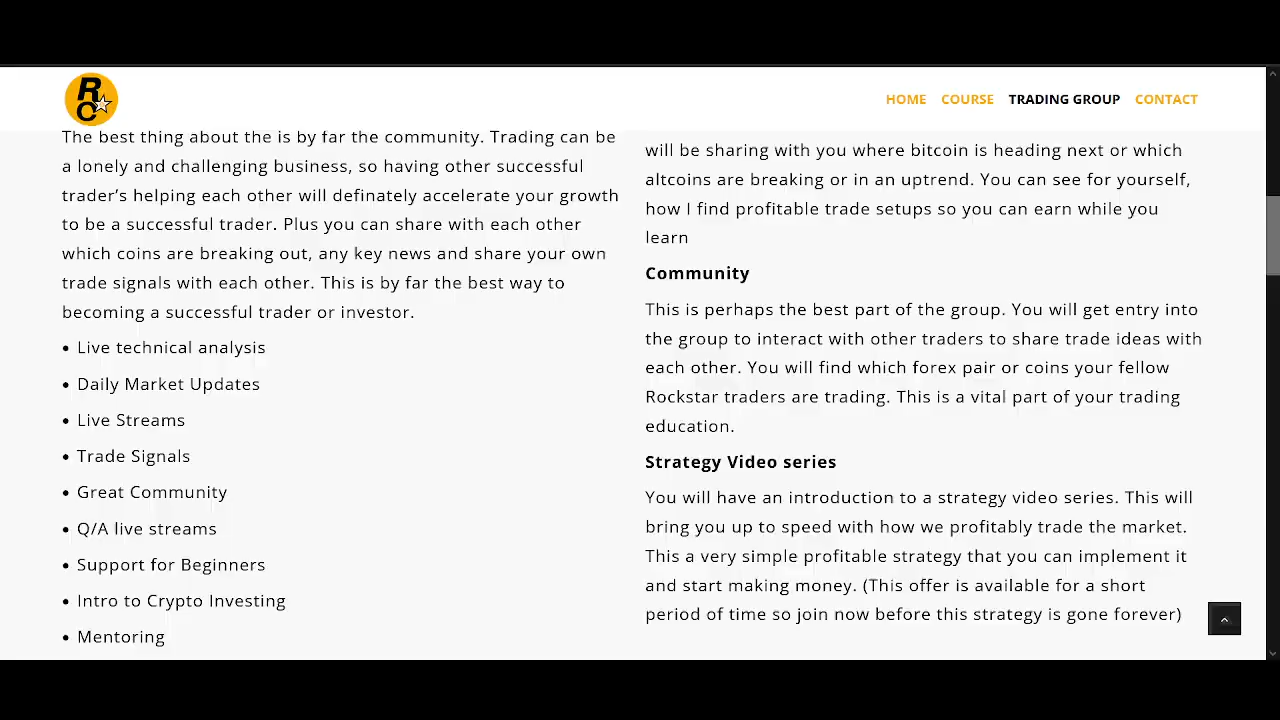 RC
HOME COURSE TRADING GROUP CONTACT
The best thing about the is by far the community. Trading can be
a lonely and challenging business, so having other successful
trader’s helping each other will definately accelerate your growth
to be a successful trader. Plus you can share with each other
which coins are breaking out, any key news and share your own
trade signals with each other. This is by far the best way to
becoming a successful trader or investor.
• Live technical analysis
• Daily Market Updates
• Live Streams
• Trade Signals
• Great Community
• Q/A live streams
• Support for Beginners
• Intro to Crypto Investing
• Mentoring
will be sharing with you where bitcoin is heading next or which
altcoins are breaking or in an uptrend. You can see for yourself,
how I find profitable trade setups so you can earn while you
learn
Community
This is perhaps the best part of the group. You will get entry into
the group to interact with other traders to share trade ideas with
each other. You will find which forex pair or coins your fellow
Rockstar traders are trading. This is a vital part of your trading
education.
Strategy Video series
You will have an introduction to a strategy video series. This will
bring you up to speed with how we profitably trade the market.
This a very simple profitable strategy that you can implement it
and start making money. (This offer is available for a short
period of time so join now before this strategy is gone forever)